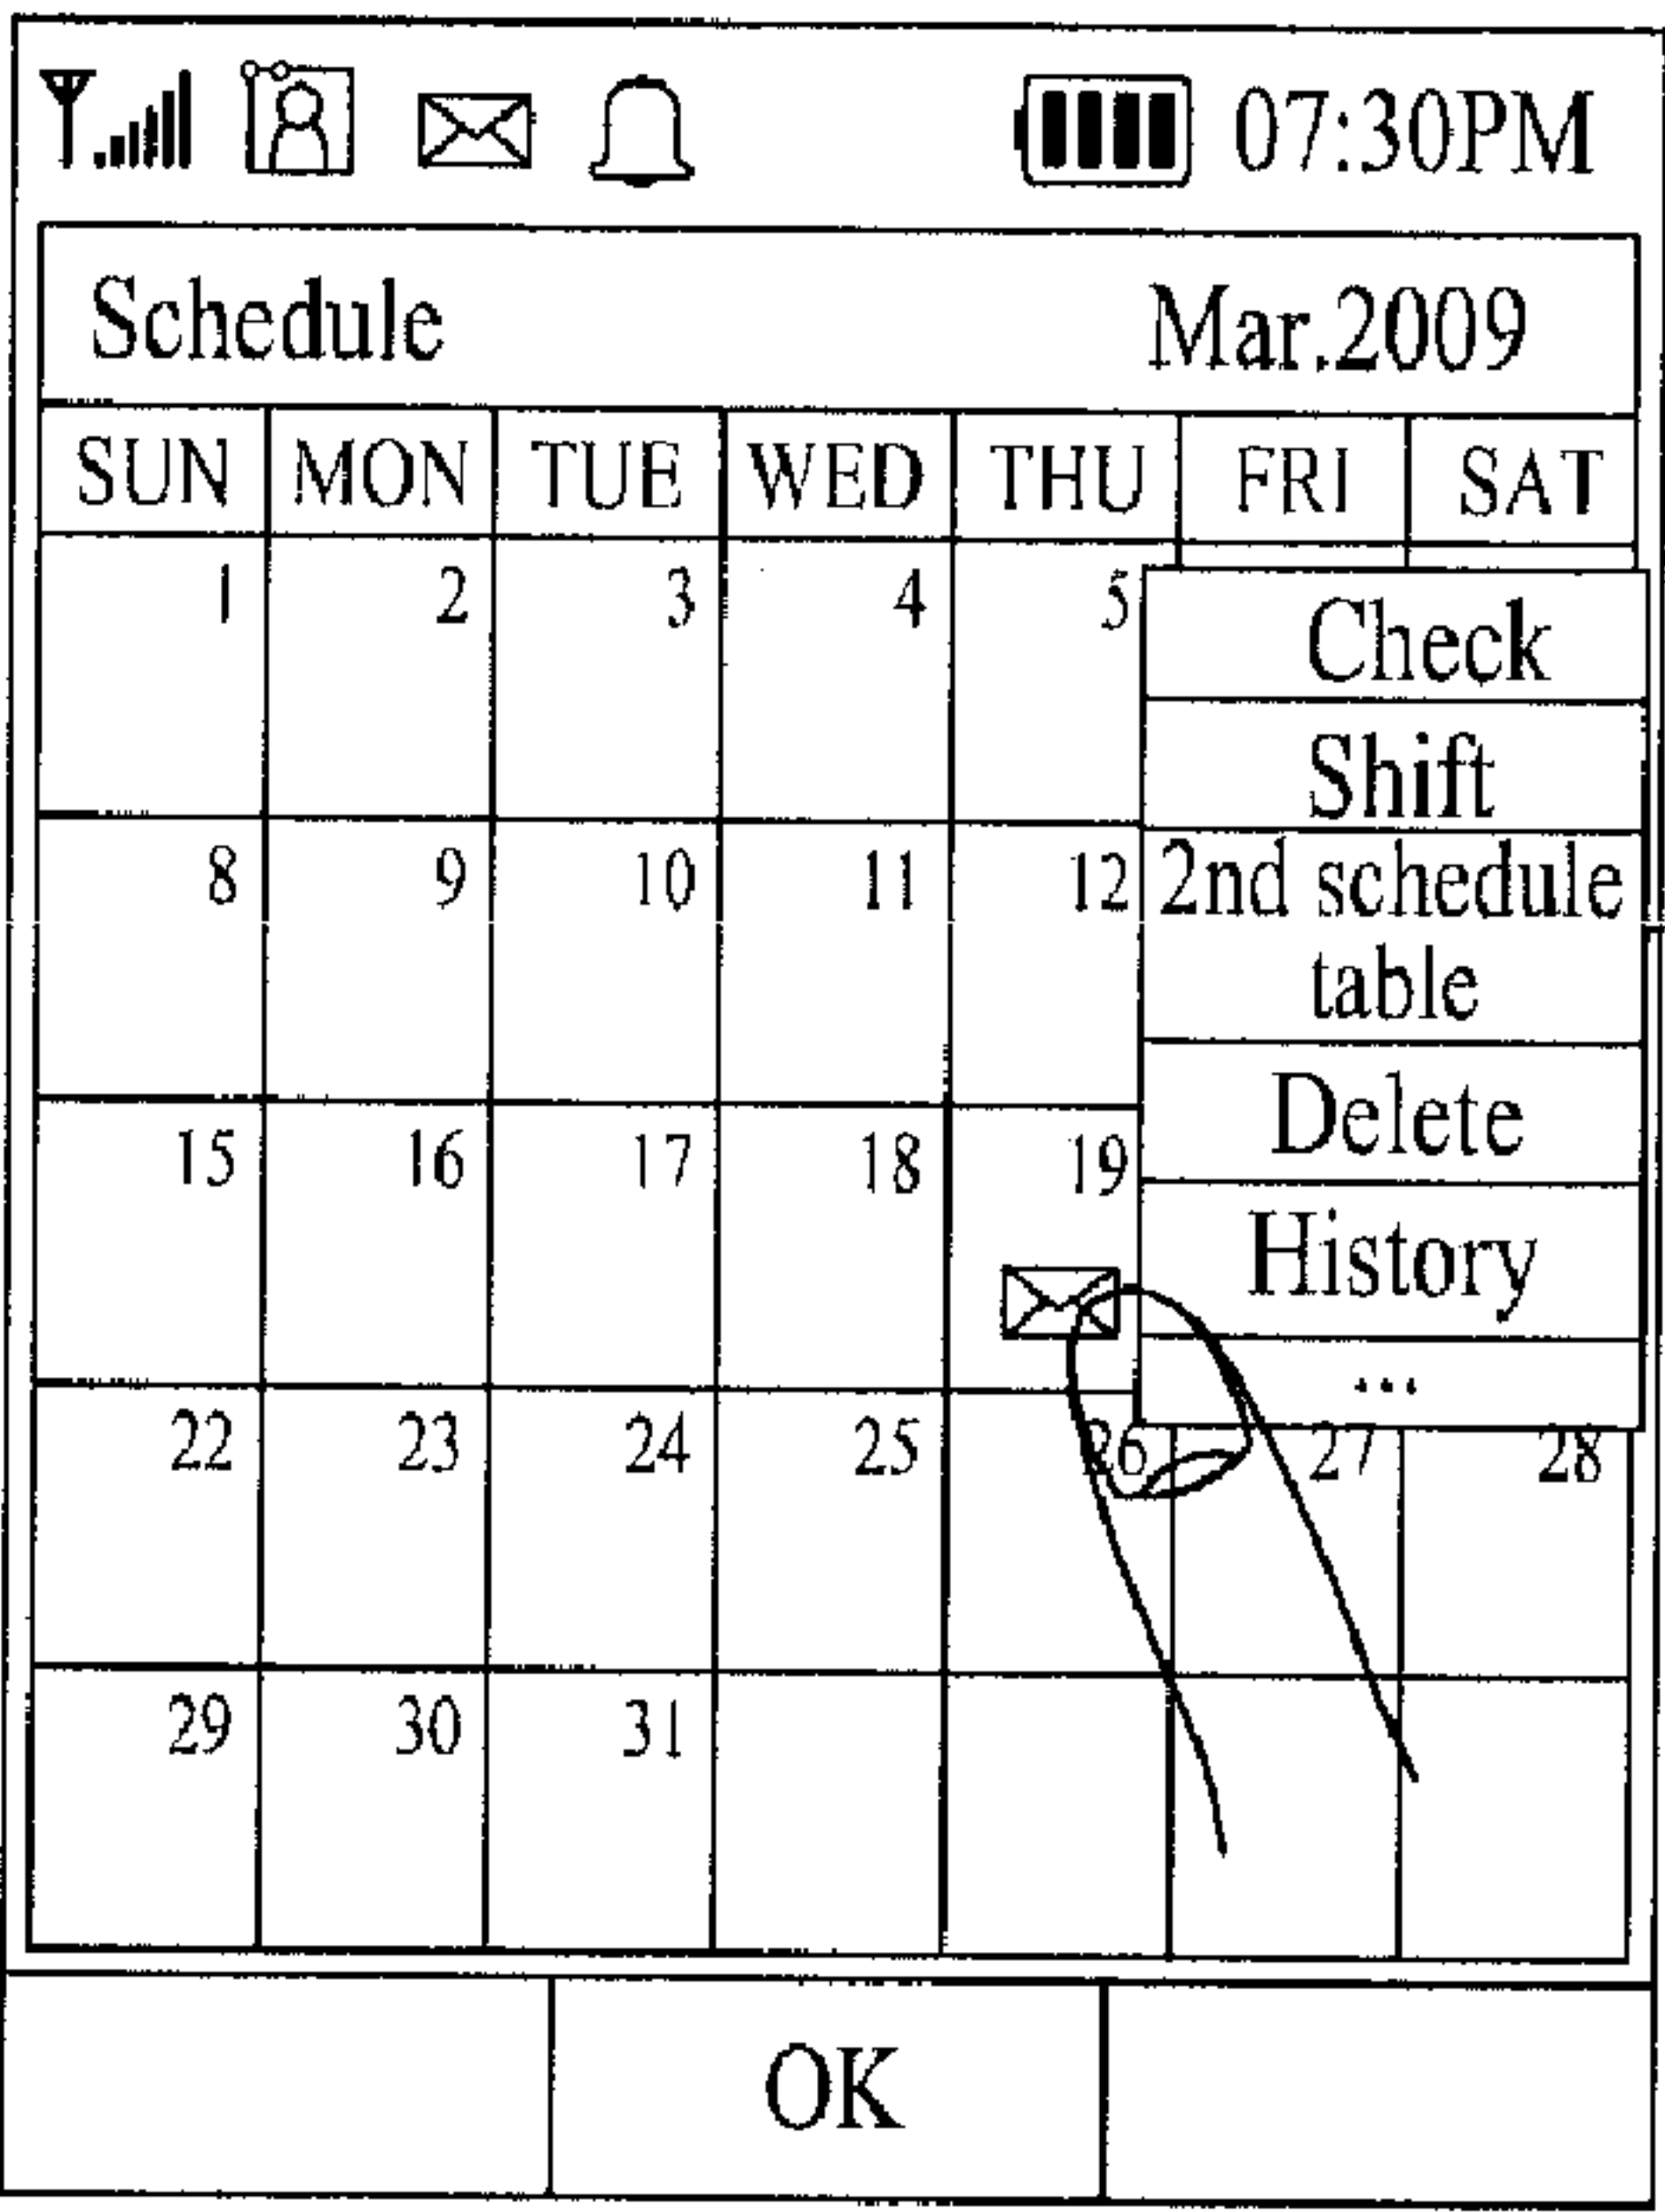 07:30PM
Schedule Mar.2009
SUN MON TUE WED THU FRI SAT
1 2 3 4 5
Check
Shift
8 9 10 11 12
2nd schedule
table
Delete
15 16 17 18 19
History
...
22 23 24 25 26 27 28
29 30 31
OK